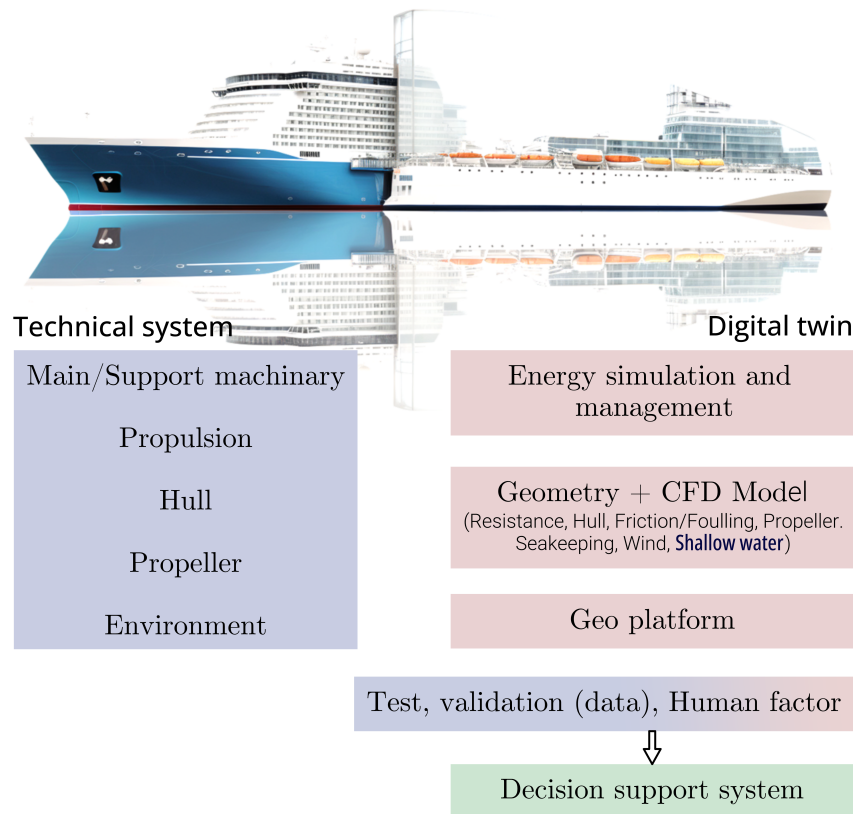 Technical system
Main/Support machinary
Propulsion
Hull
Propeller
Environment
Digital twin
Energy simulation and
management
Geometry + CFD Model
(Resistance, Hull, Friction/Foulling, Propeller.
Seakeeping, Wind, Shallow water)
Geo platform
Test, validation (data), Human factor
Decision support system